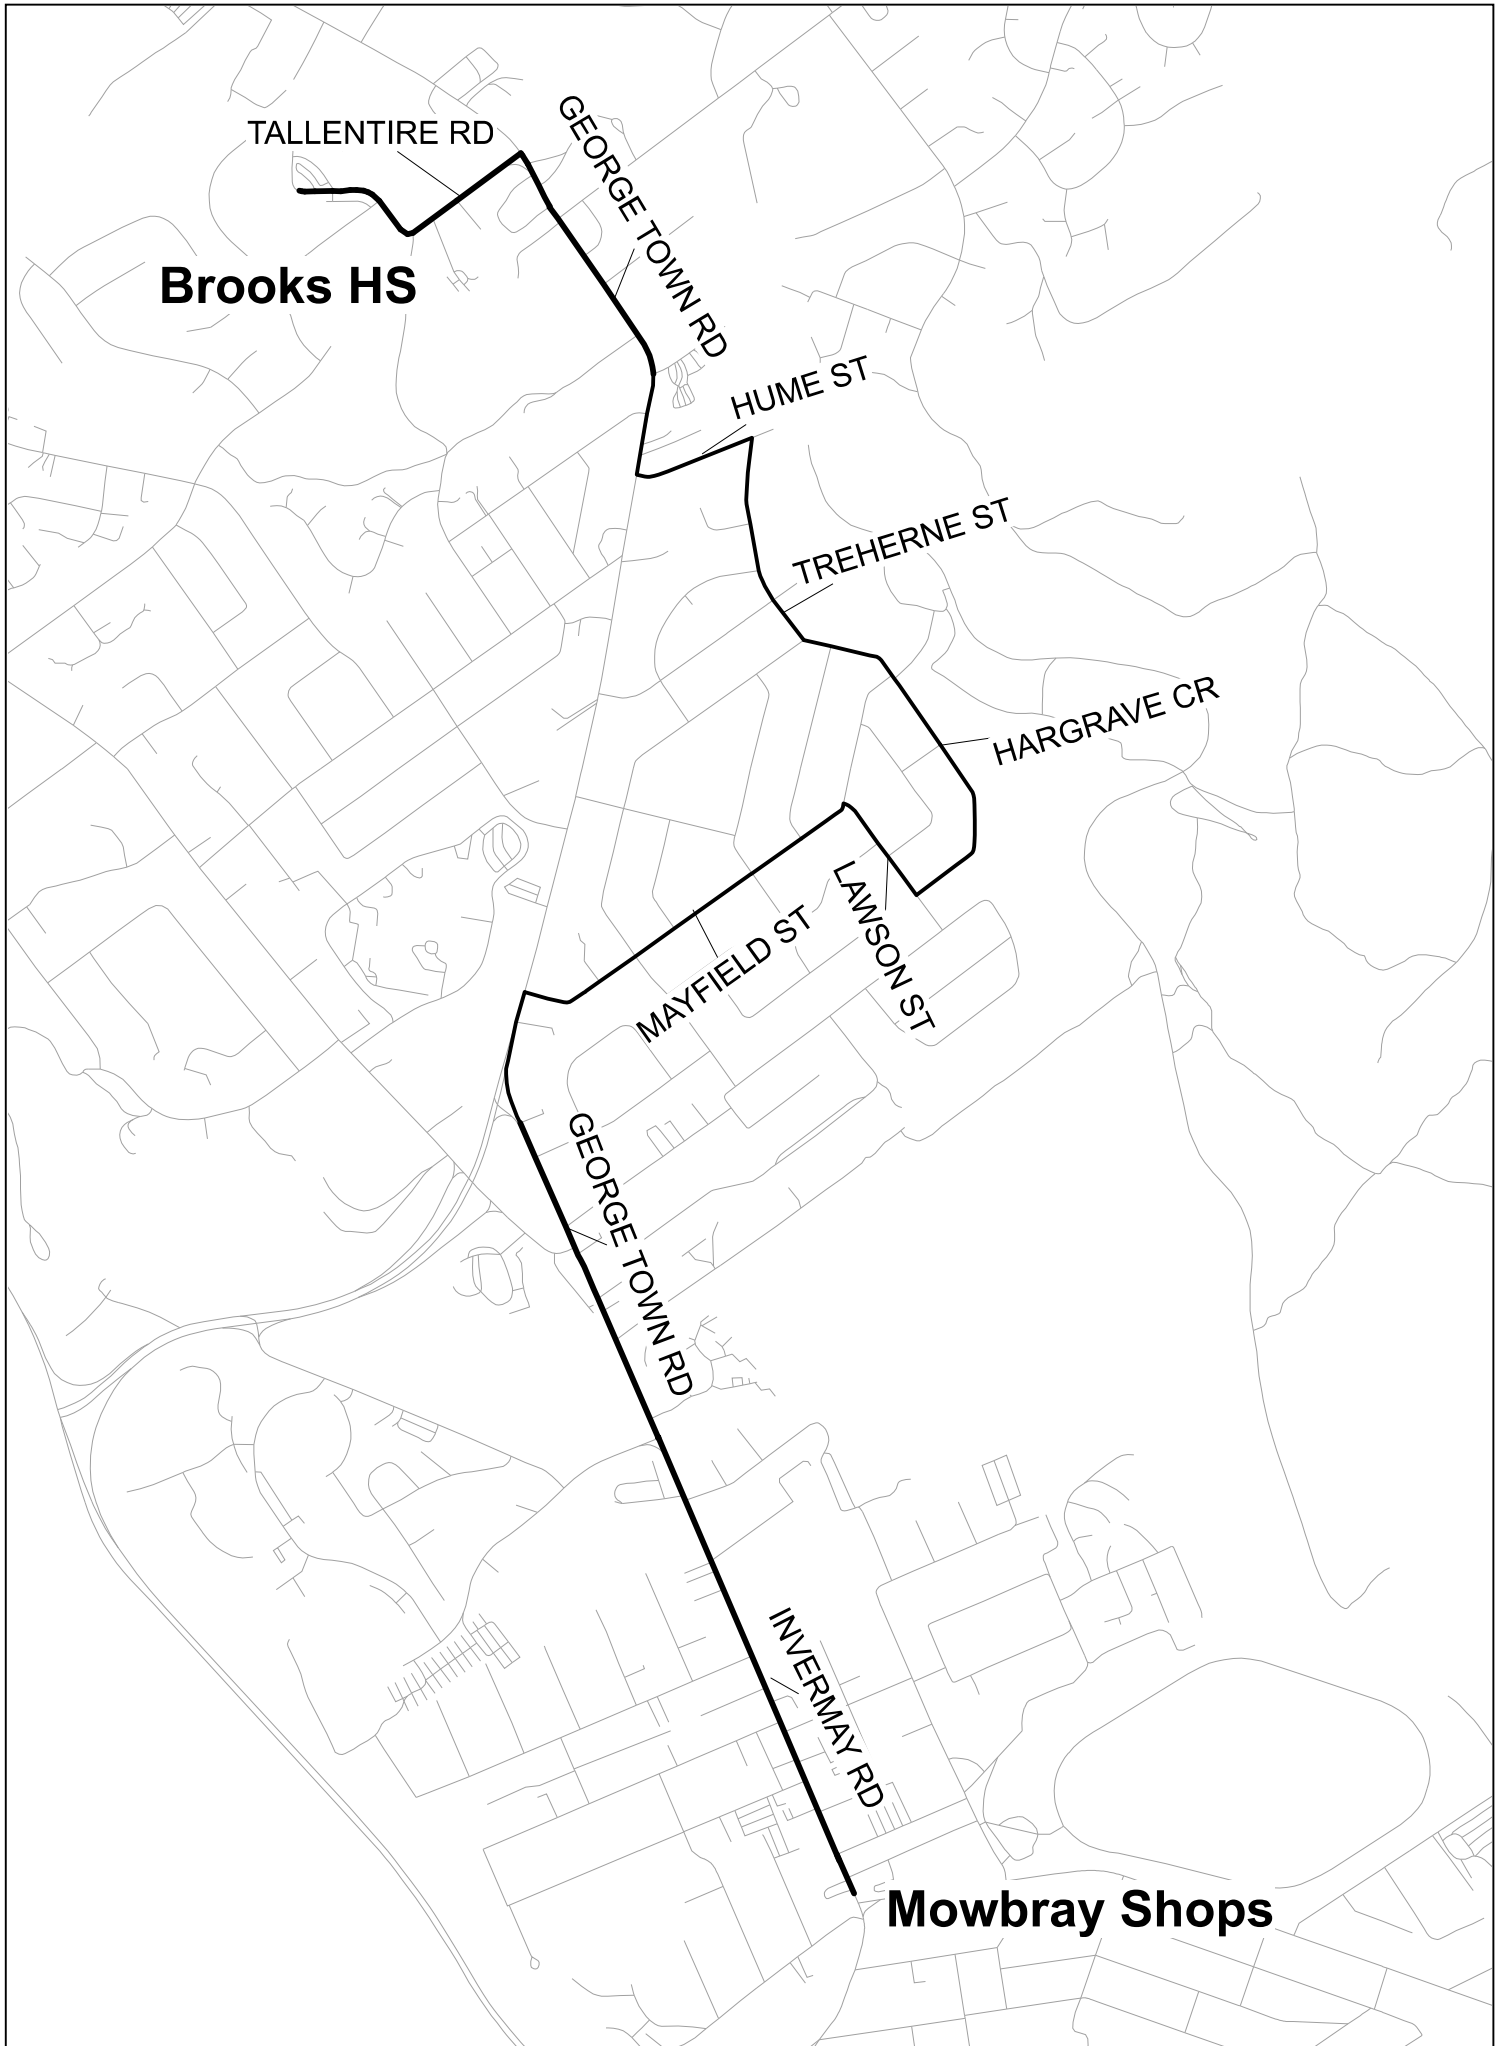 TALLENTIRE RD
GEORGE TOWN RD
Brooks HS
HUME ST
TREHERNE ST
HARGRAVE CR
LAWSON ST
MAYFIELD ST
GEORGE TOWN RD
INVERMAY RD
Mowbray Shops